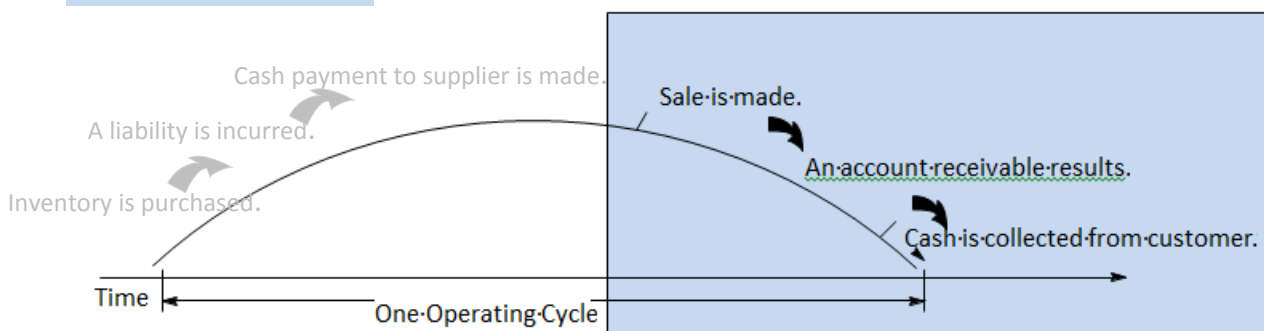 Cash payment to supplier is made.
Sale·is·made.
A liability is incurred.
An·account·receivable·results.
Inventory is purchased.
Cash·is·collected·from·customer.
Time
One·Operating·Cycle